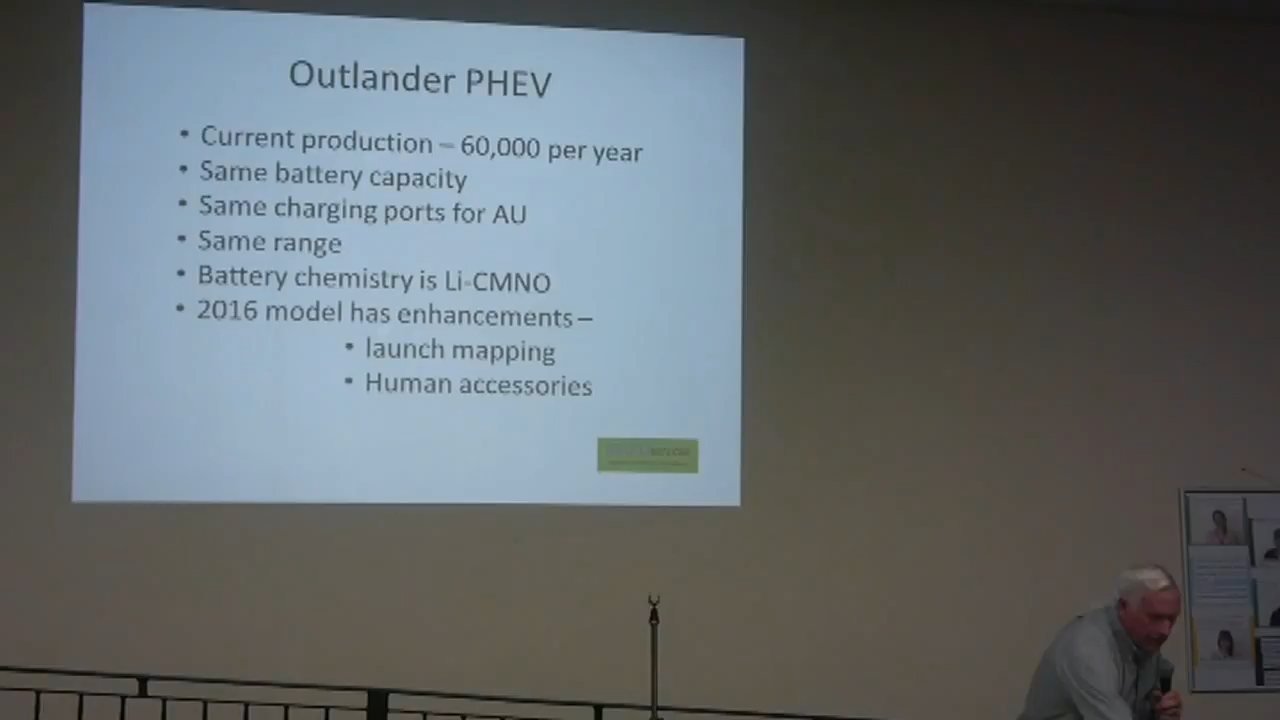 Outlander PHEV
• Current production – 60,000 per year
• Same battery capacity
• Same charging ports for AU
• Same range
• Battery chemistry is Li-CMNO
• 2016 model has enhancements –
• launch mapping
• Human accessories